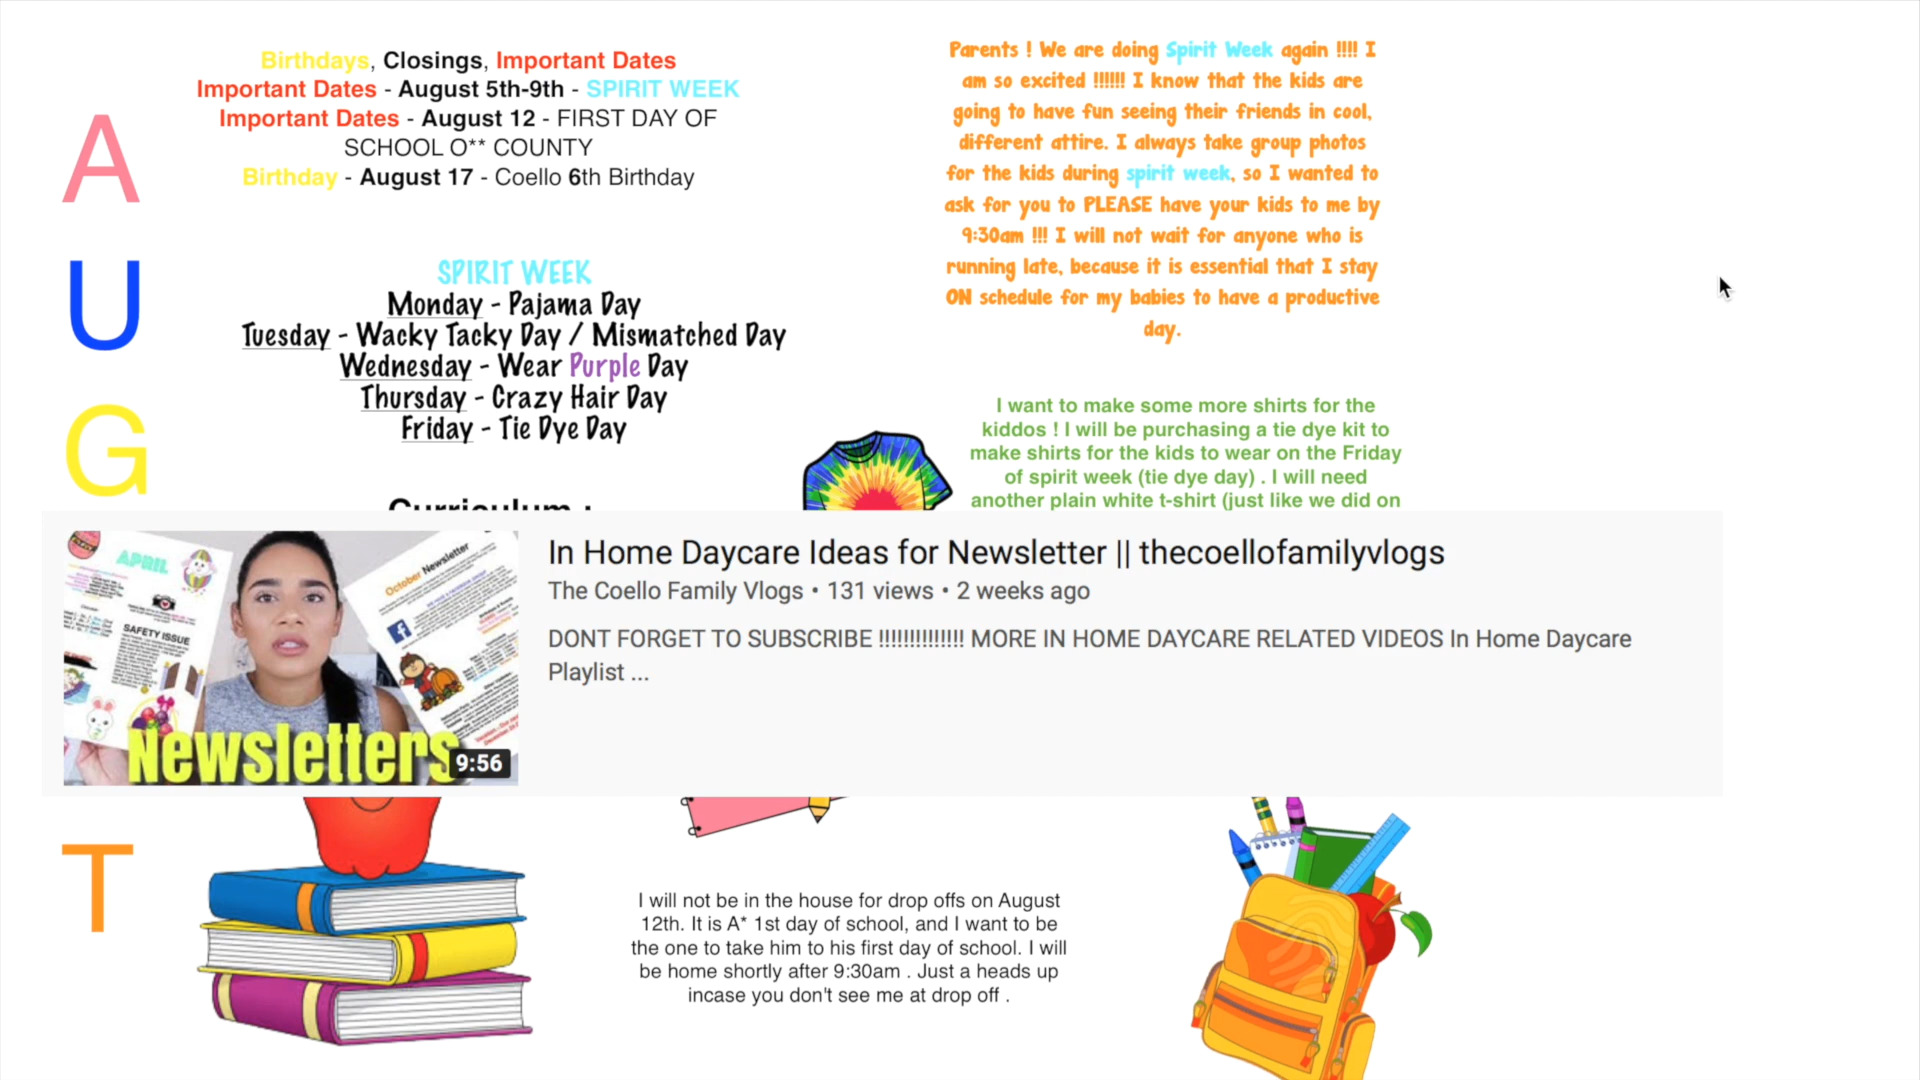 A
U
G
T
Birthdays, Closings, Important Dates
Important Dates - August 5th-9th - SPIRIT WEEK
Important Dates - August 12 - FIRST DAY OF
SCHOOL O** COUNTY
Birthday - August 17 - Coello 6th Birthday
SPIRIT WEEK
Monday - Pajama Day
Tuesday - Wacky Tacky Day / Mismatched Day
Wednesday - Wear Purple Day
Thursday - Crazy Hair Day
Friday - Tie Dye Day
Parents ! We are doing Spirit Week again !!!! I
am so excited !!!!!! I know that the kids are
going to have fun seeing their friends in cool,
different attire. I always take group photos
for the kids during spirit week, so I wanted to
ask for you to PLEASE have your kids to me by
9:30am !!! I will not wait for anyone who is
running late, because it is essential that I stay
ON schedule for my babies to have a productive
day.
I want to make some more shirts for the
kiddos ! I will be purchasing a tie dye kit to
make shirts for the kids to wear on the Friday
of spirit week (tie dye day) . I will need
another plain white t-shirt (just like we did on
APRIL
SAFETY ISSUE
October Newsletter
Newsletters
9:56
In Home Daycare Ideas for Newsletter || thecoellofamilyvlogs
The Coello Family Vlogs • 131 views • 2 weeks ago
DONT FORGET TO SUBSCRIBE !!!!!!!!!!!!!! MORE IN HOME DAYCARE RELATED VIDEOS In Home Daycare
Playlist ...
I will not be in the house for drop offs on August
12th. It is A* 1st day of school, and I want to be
the one to take him to his first day of school. I will
be home shortly after 9:30am . Just a heads up
incase you don't see me at drop off .